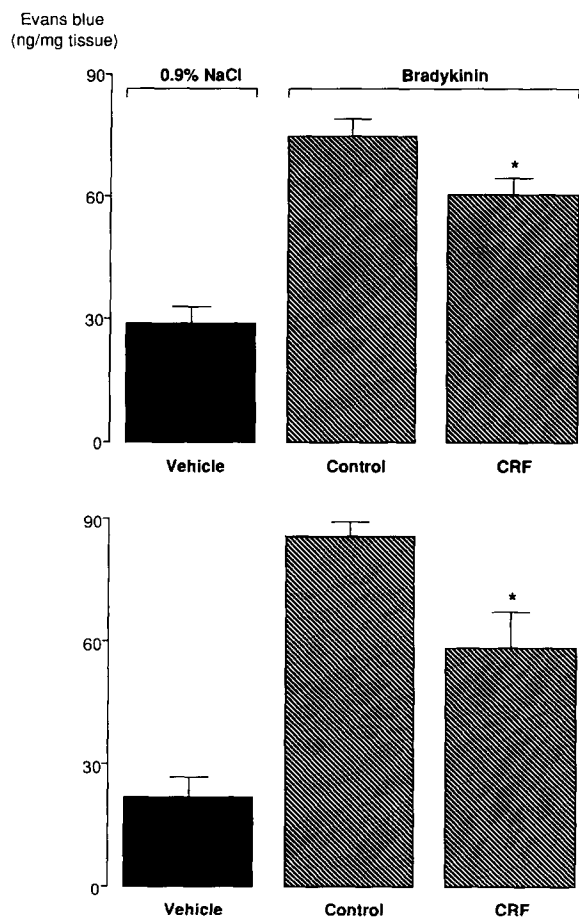 Evans blue
(ng/mg tissue)
0.9% NaCl Bradykinin
90
*
60
30
0
Vehicle Control CRF
90
*
60
30
0
Vehicle Control CRF